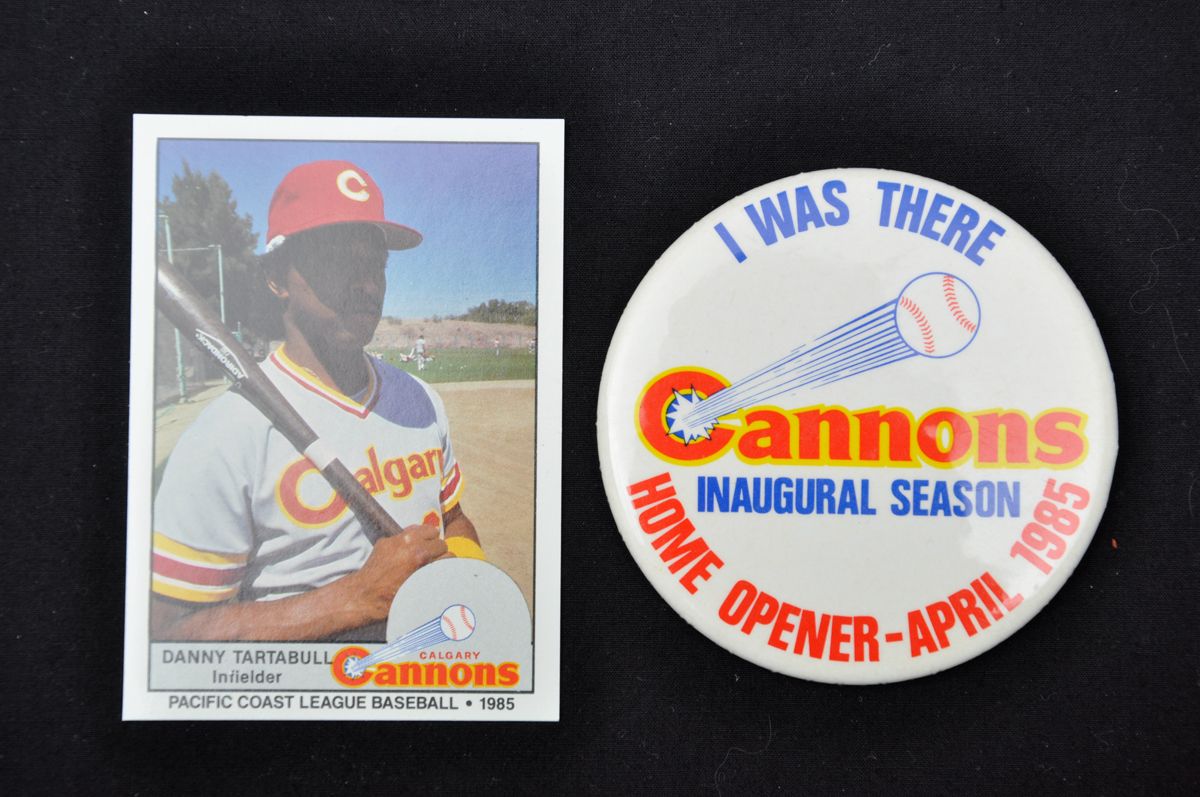 C
ADIRONDACK
Calgary
DANNY TARTABULL
Infielder
CALGARY
Cannons
PACIFIC COAST LEAGUE BASEBALL • 1985
I WAS THERE
Cannons
INAUGURAL SEASON
HOME OPENER-APRIL 1985